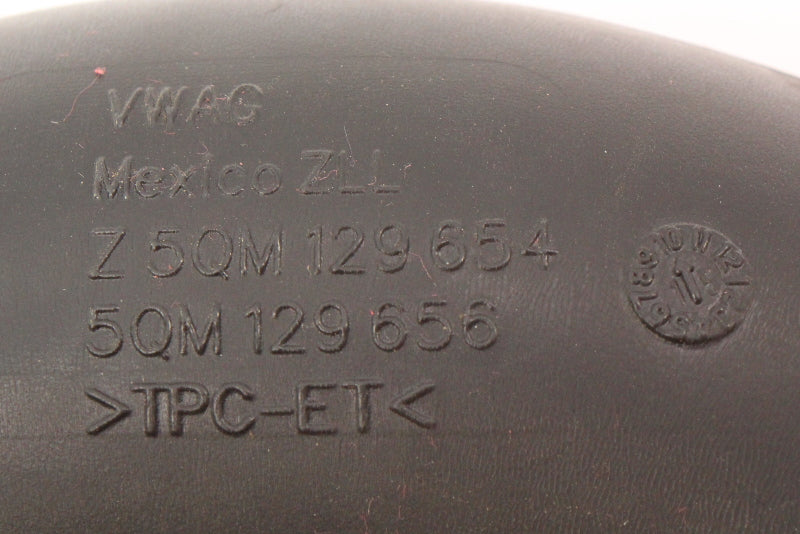 VWAG
Mexico ZLL
Z 5QM 129 654
5QM 129 656
>TPC-ET<